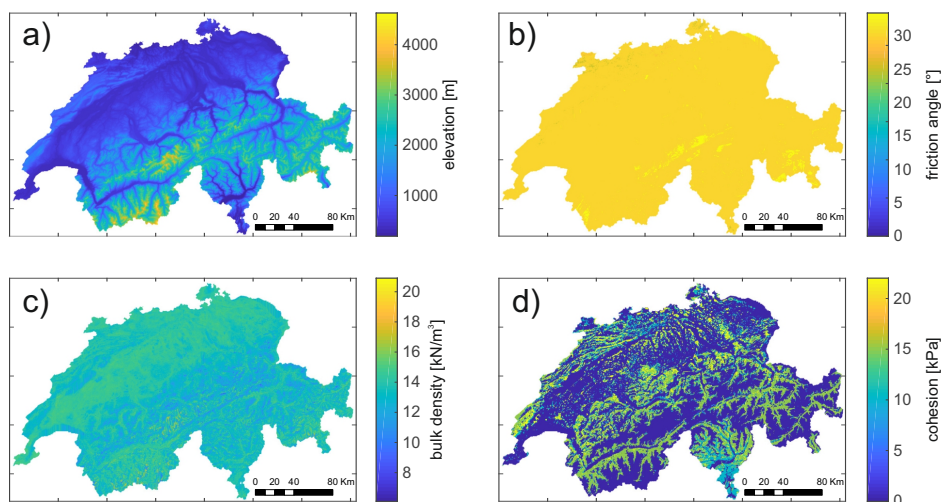 a)
4000
3000
2000
1000
elevation [m]
0 20 40 80 Km
b)
30
25
20
15
10
5
0
friction angle [°]
0 20 40 80 Km
c)
20
18
16
14
12
10
8
bulk density [kN/m³]
0 20 40 80 Km
d)
20
15
10
5
0
cohesion [kPa]
0 20 40 80 Km